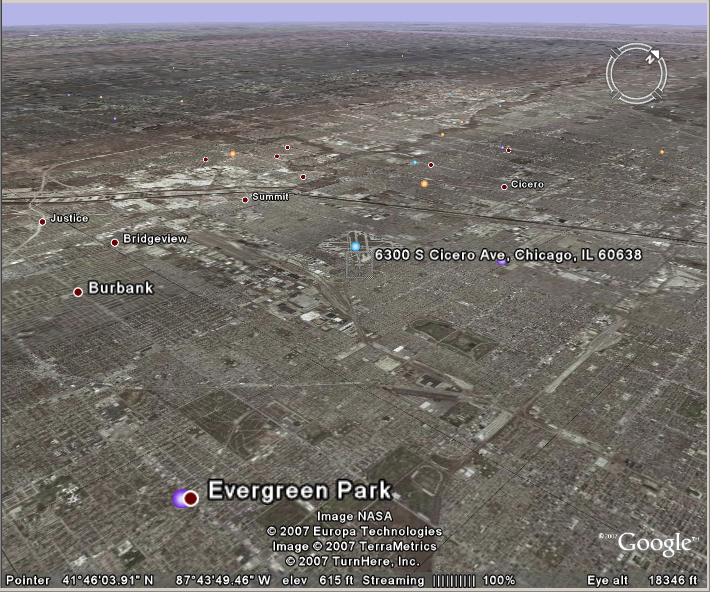 N
Cicero
Summit
Justice
Bridgeview
6300 S Cicero Ave, Chicago, IL 60638
Burbank
Evergreen Park
Image NASA
© 2007 Europa Technologies
Image © 2007 TerraMetrics
© 2007 TurnHere, Inc.
© 2007 Google™
Pointer 41°46'03.91" N 87°43'49.46" W elev 615 ft Streaming |||||||||| 100% Eye alt 18346 ft